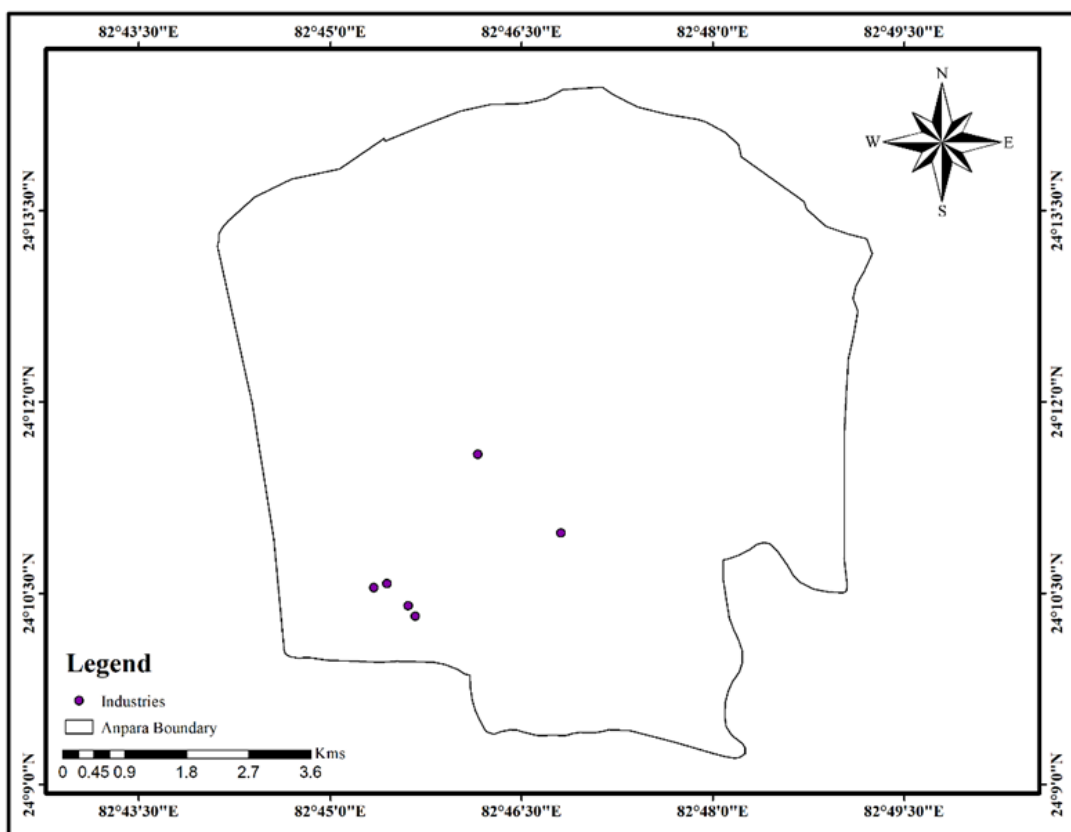 82°43'30"E 82°45'0"E 82°46'30"E 82°48'0"E 82°49'30"E
N
W E
S
24°13'30"N 24°13'30"N
24°12'0"N 24°12'0"N
24°10'30"N 24°10'30"N
24°9'0"N 24°9'0"N
Legend
Industries
Anpara Boundary
Kms
0 0.45 0.9 1.8 2.7 3.6
82°43'30"E 82°45'0"E 82°46'30"E 82°48'0"E 82°49'30"E